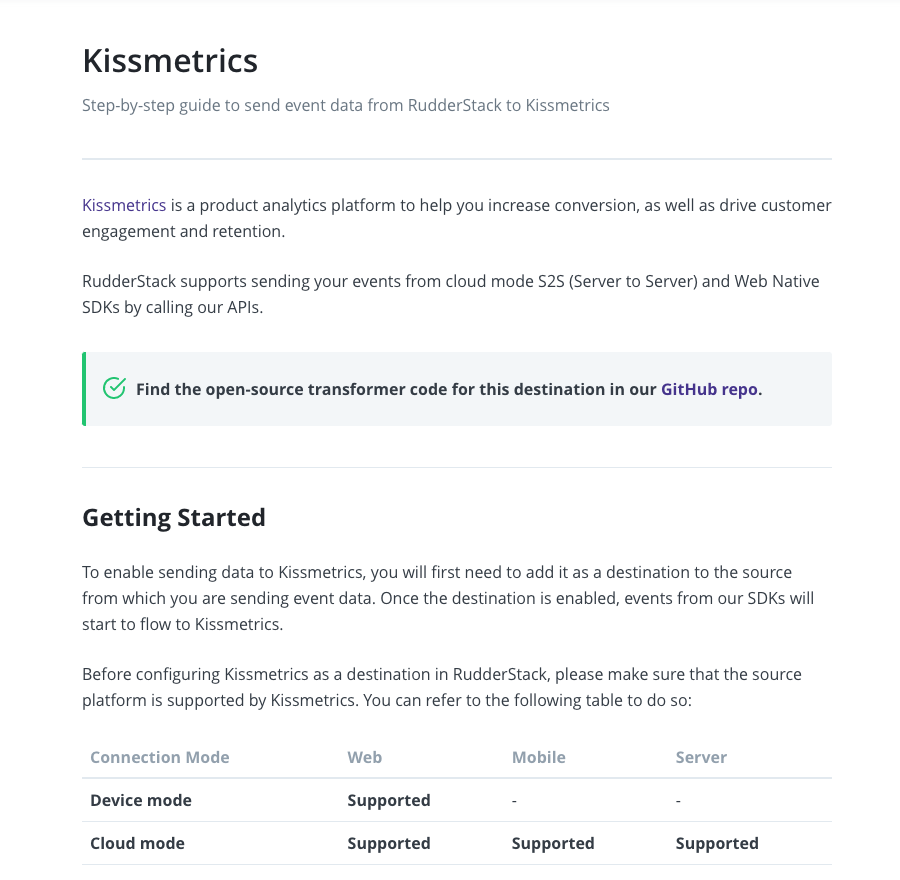 Kissmetrics
Step-by-step guide to send event data from RudderStack to Kissmetrics
Kissmetrics is a product analytics platform to help you increase conversion, as well as drive customer
engagement and retention.
RudderStack supports sending your events from cloud mode S2S (Server to Server) and Web Native
SDKs by calling our APIs.
Find the open-source transformer code for this destination in our GitHub repo.
Getting Started
To enable sending data to Kissmetrics, you will first need to add it as a destination to the source
from which you are sending event data. Once the destination is enabled, events from our SDKs will
start to flow to Kissmetrics.
Before configuring Kissmetrics as a destination in RudderStack, please make sure that the source
platform is supported by Kissmetrics. You can refer to the following table to do so:
Connection Mode Web Mobile Server
Device mode Supported - -
Cloud mode Supported Supported Supported